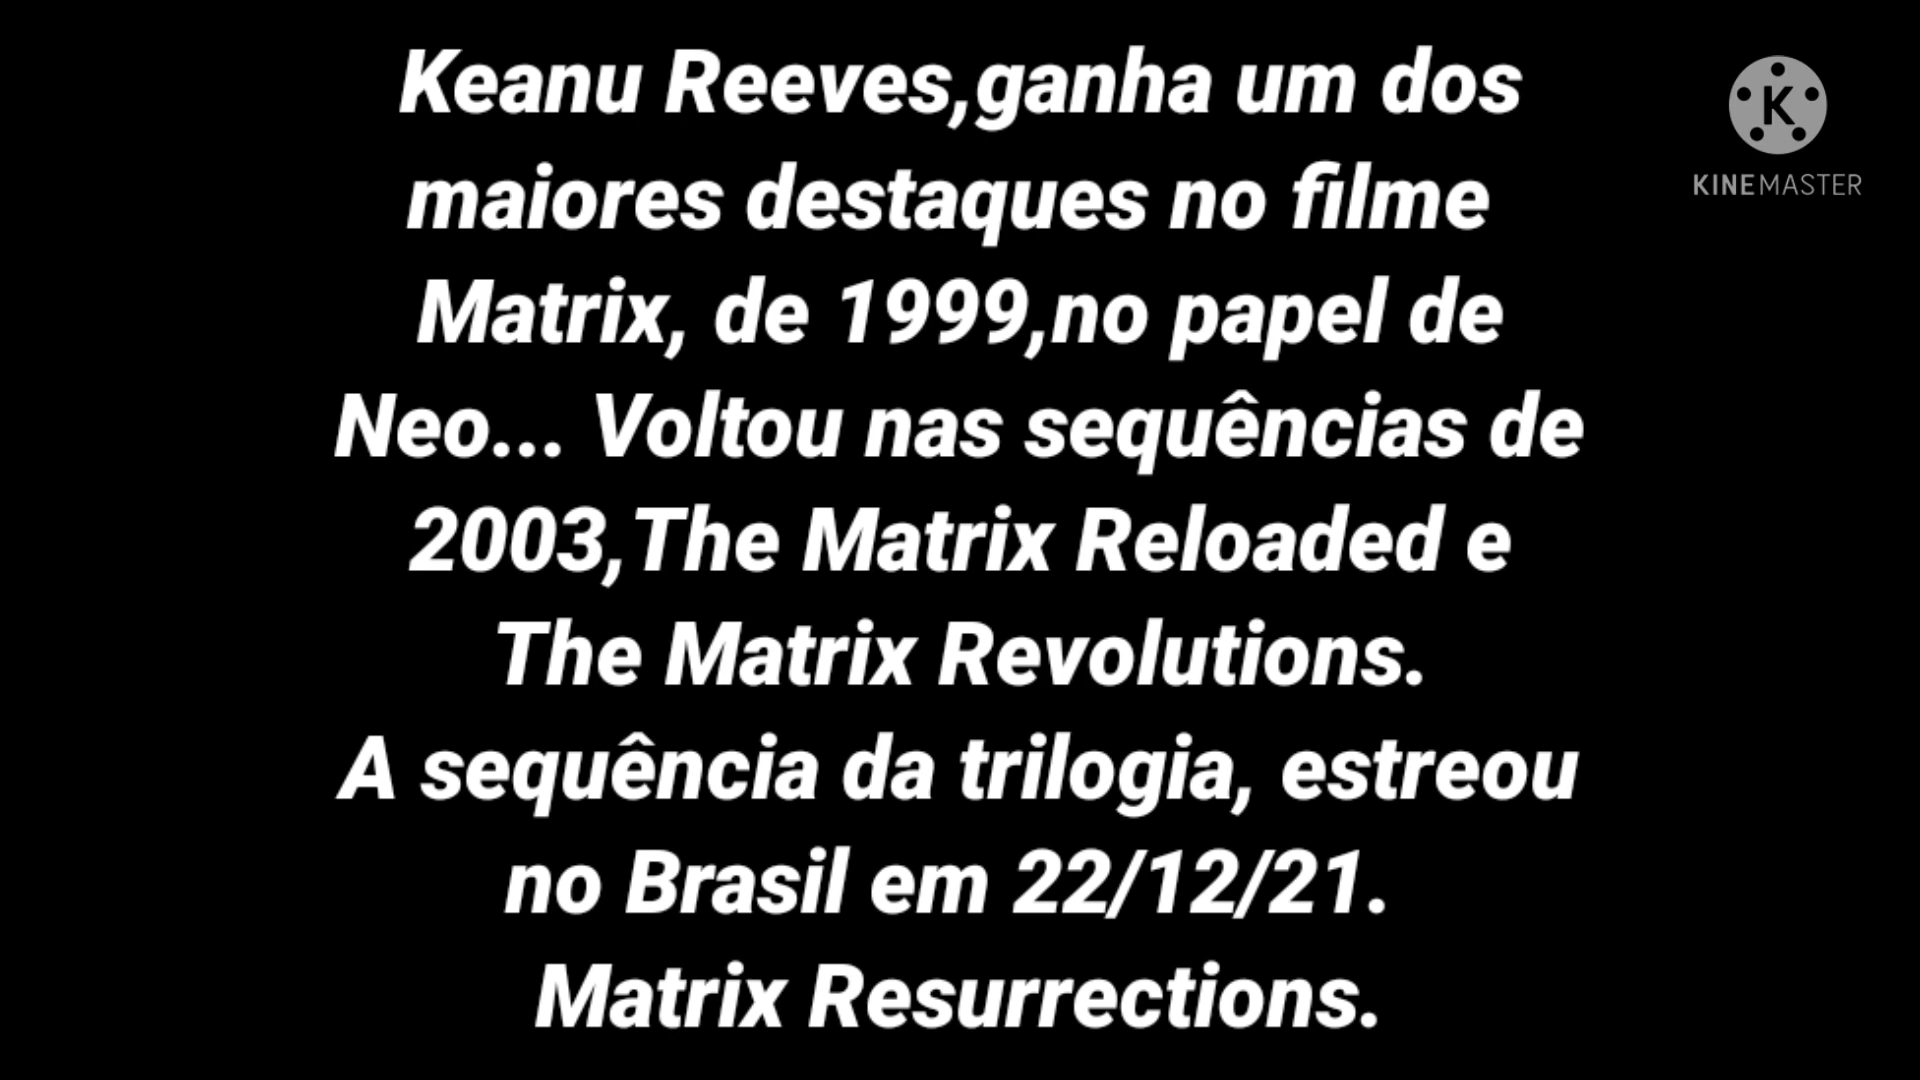 Keanu Reeves,ganha um dos
maiores destaques no filme
Matrix, de 1999,no papel de
Neo... Voltou nas sequências de
2003,The Matrix Reloaded e
The Matrix Revolutions.
A sequência da trilogia, estreou
no Brasil em 22/12/21.
Matrix Resurrections.
K
KINEMASTER